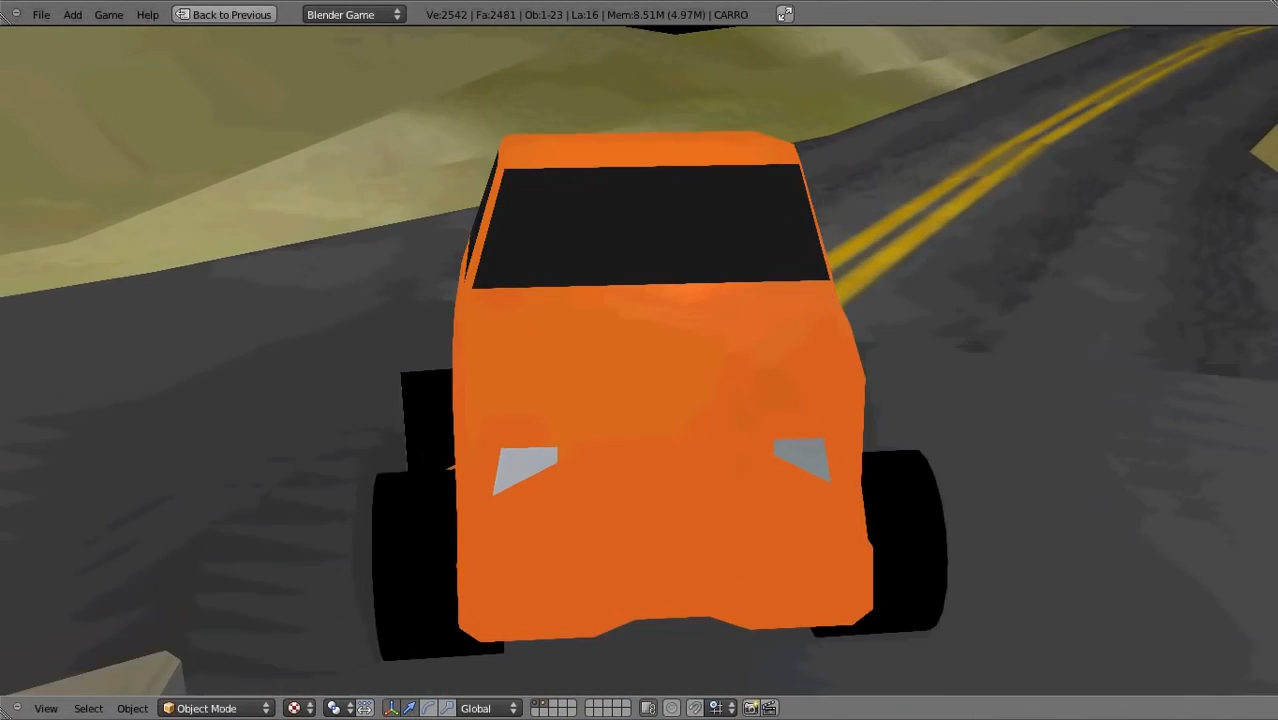 File Add Game Help Back to Previous Blender Game Ve:2542 | Fa:2481 | Ob:1-23 | La:16 | Mem:8.51M (4.97M) | CARRO
View Select Object Object Mode Global